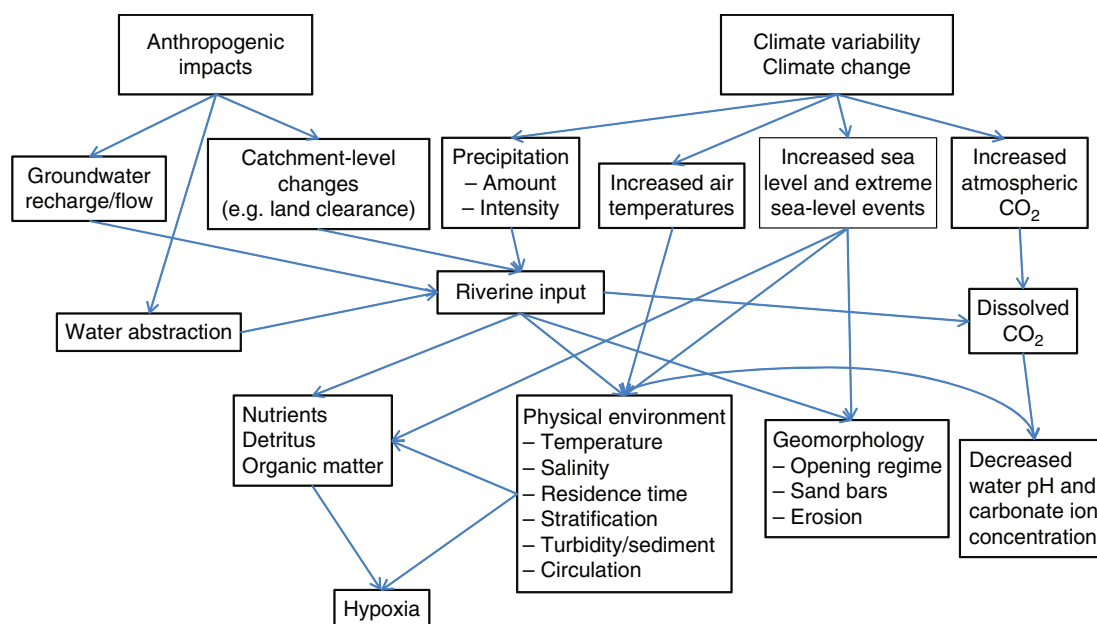 Anthropogenic
impacts
Climate variability
Climate change
Groundwater
recharge/flow
Catchment-level
changes
(e.g. land clearance)
Precipitation
– Amount
– Intensity
Increased air
temperatures
Increased sea
level and extreme
sea-level events
Increased
atmospheric
CO2
Water abstraction
Riverine input
Dissolved
CO2
Nutrients
Detritus
Organic matter
Physical environment
– Temperature
– Salinity
– Residence time
– Stratification
– Turbidity/sediment
– Circulation
Geomorphology
– Opening regime
– Sand bars
– Erosion
Decreased
water pH and
carbonate ion
concentration
Hypoxia